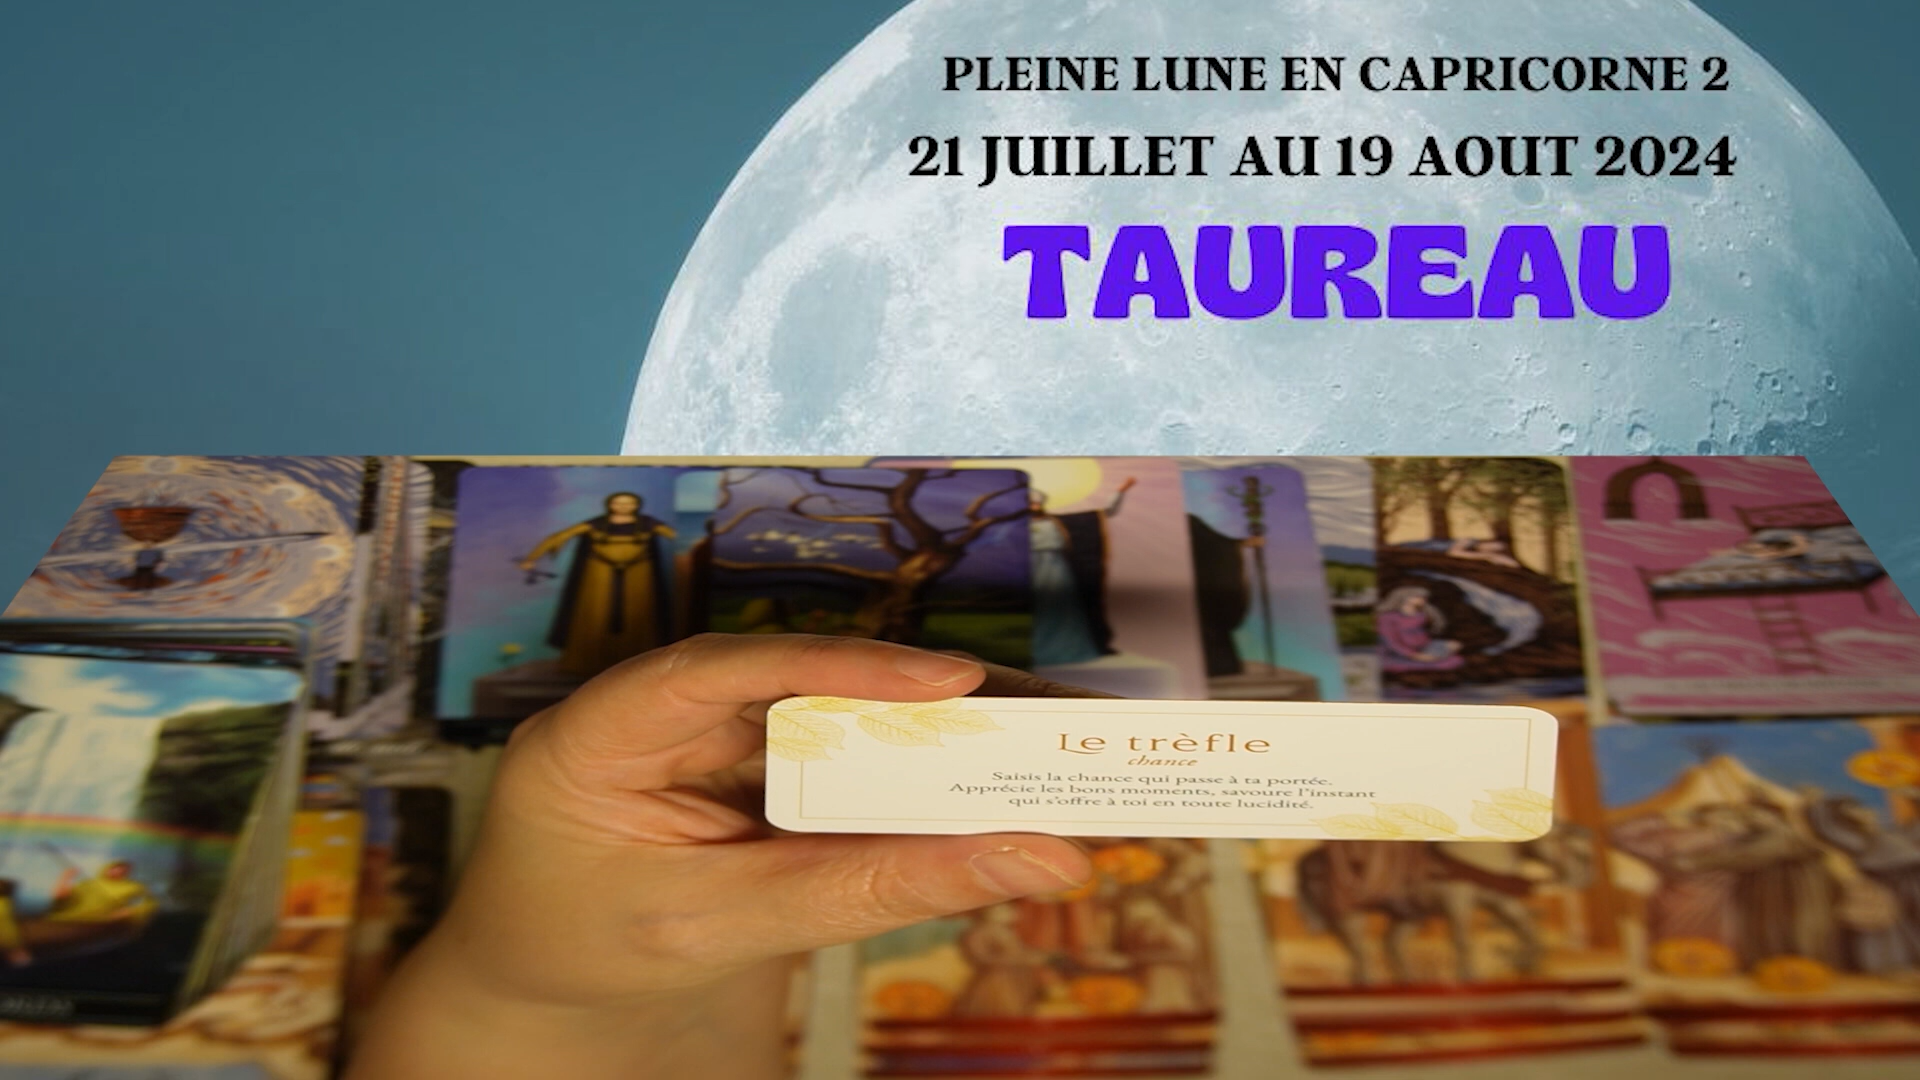 PLEINE LUNE EN CAPRICORNE 2
21 JUILLET AU 19 AOUT 2024
TAUREAU
Le trèfle
chance
Saisis la chance qui passe à ta portée.
Apprécie les bons moments, savoure l'instant
qui s'offre à toi en toute lucidité.